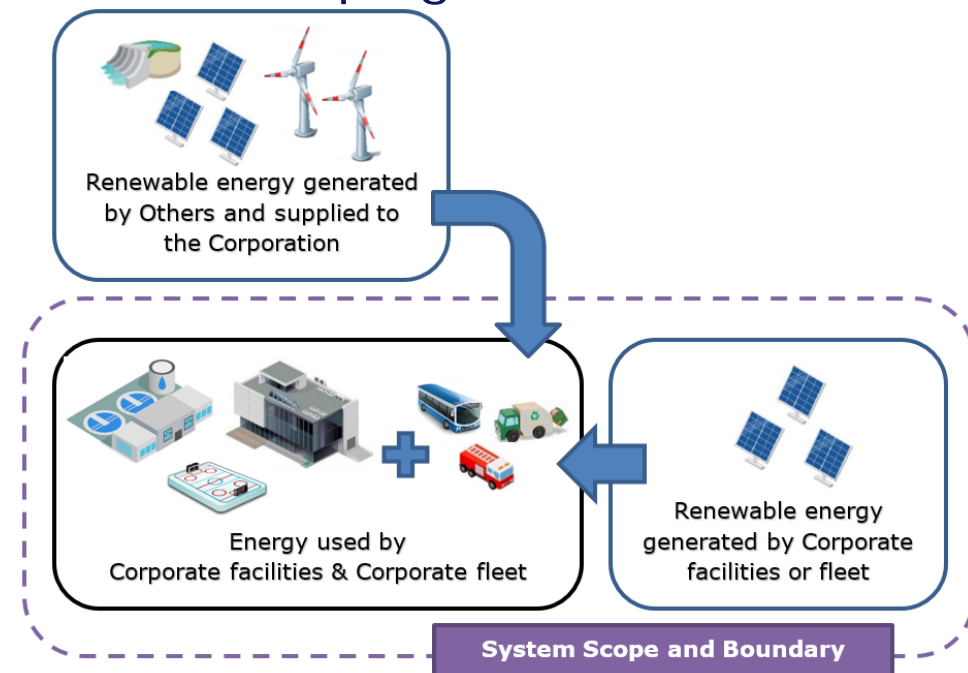 Renewable energy generated
by Others and supplied to
the Corporation
Energy used by
Corporate facilities & Corporate fleet
Renewable energy
generated by Corporate
facilities or fleet
System Scope and Boundary